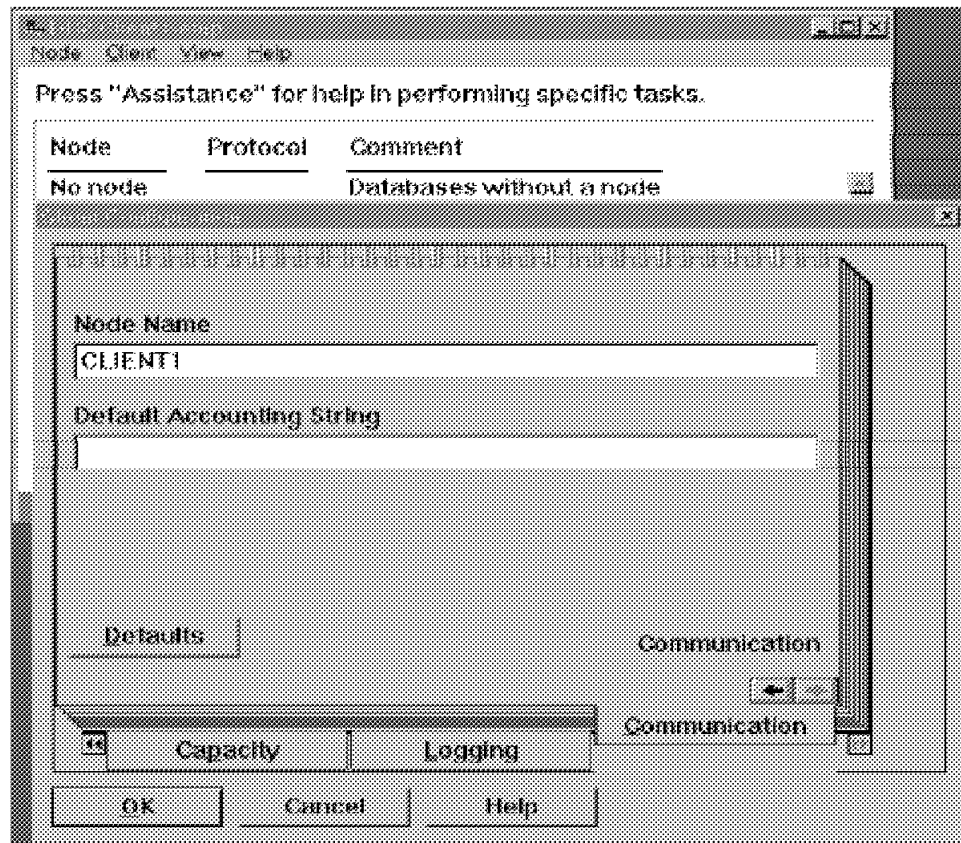 Node Client View Help
Press "Assistance" for help in performing specific tasks.
Node Protocol Comment
No node Databases without a node
Node Name
CLIENT1
Default Accounting String
Defaults
Communication
Communication
Capacity Logging
OK Cancel Help